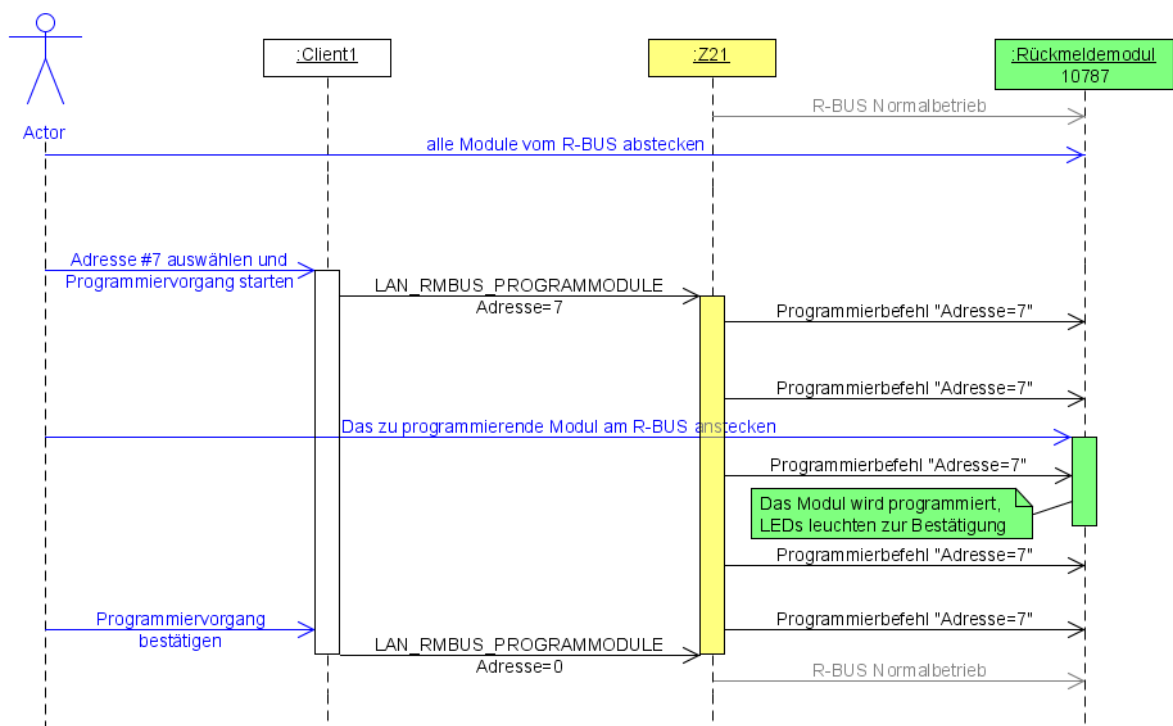 :Client1
:Z21
:Rückmeldemodul
10787
R-BUS Normalbetrieb
Actor
alle Module vom R-BUS abstecken
Adresse #7 auswählen und
Programmiervorgang starten
LAN_RMBUS_PROGRAMMODULE
Adresse=7
Programmierbefehl "Adresse=7"
Programmierbefehl "Adresse=7"
Das zu programmierende Modul am R-BUS anstecken
Programmierbefehl "Adresse=7"
Das Modul wird programmiert,
LEDs leuchten zur Bestätigung
Programmierbefehl "Adresse=7"
Programmiervorgang
bestätigen
Programmierbefehl "Adresse=7"
LAN_RMBUS_PROGRAMMODULE
Adresse=0
R-BUS Normalbetrieb